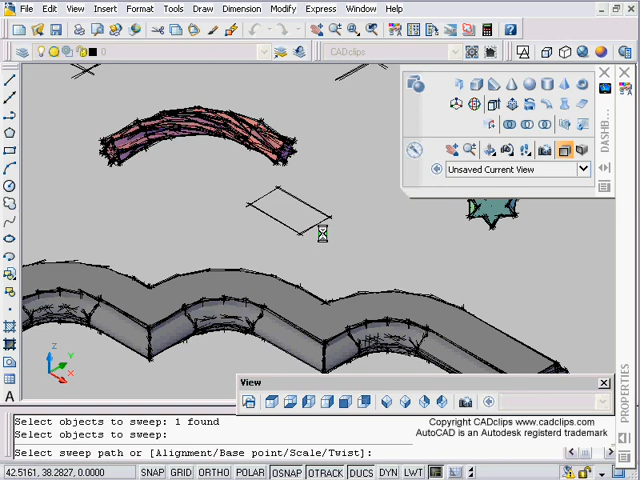 File Edit View Insert Format Tools Draw Dimension Modify Express Window Help
0
CADclips
DASHB...
Unsaved Current View
View
PROPERTIES
Z
Y
X
A
Select objects to sweep: 1 found
Select objects to sweep:
Select sweep path or [Alignment/Base point/Scale/Twist]:
Copyright CADclips www.cadclips.com
AutoCAD is an Autodesk registerd trademark
42.5161, 38.2827, 0.0000 SNAP GRID ORTHO POLAR OSNAP OTRACK DUCS DYN LWT